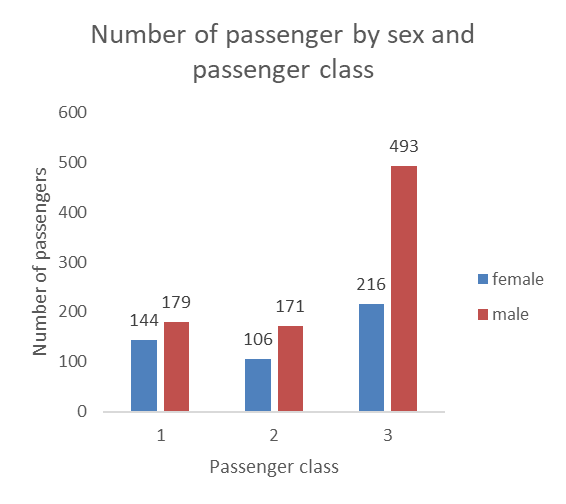 Number of passenger by sex and
passenger class
600
500
400
300
200
100
0
Number of passengers
144
179
106
171
216
493
1
2
3
Passenger class
female
male